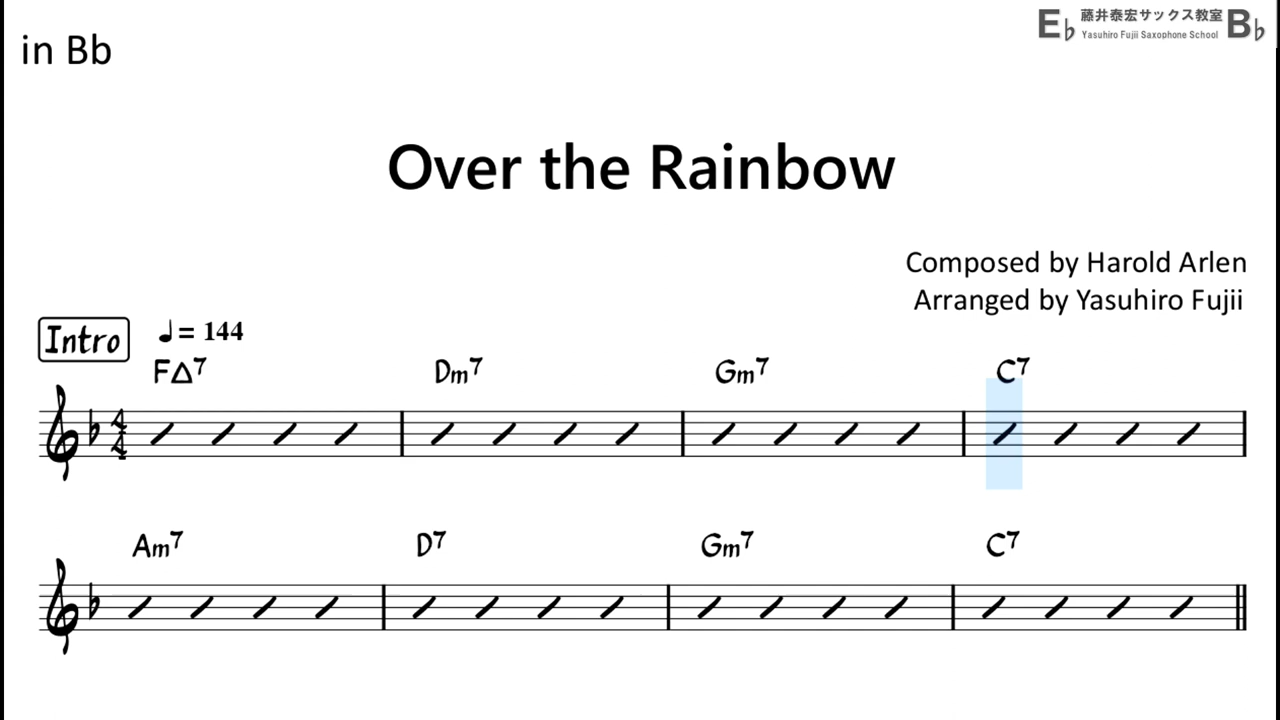 E♭ 藤井泰宏サックス教室 B♭
Yasuhiro Fujii Saxophone School
in Bb
Over the Rainbow
Composed by Harold Arlen
Arranged by Yasuhiro Fujii
Intro ♩= 144
F△7 Dm7 Gm7 C7
4
4
Am7 D7 Gm7 C7